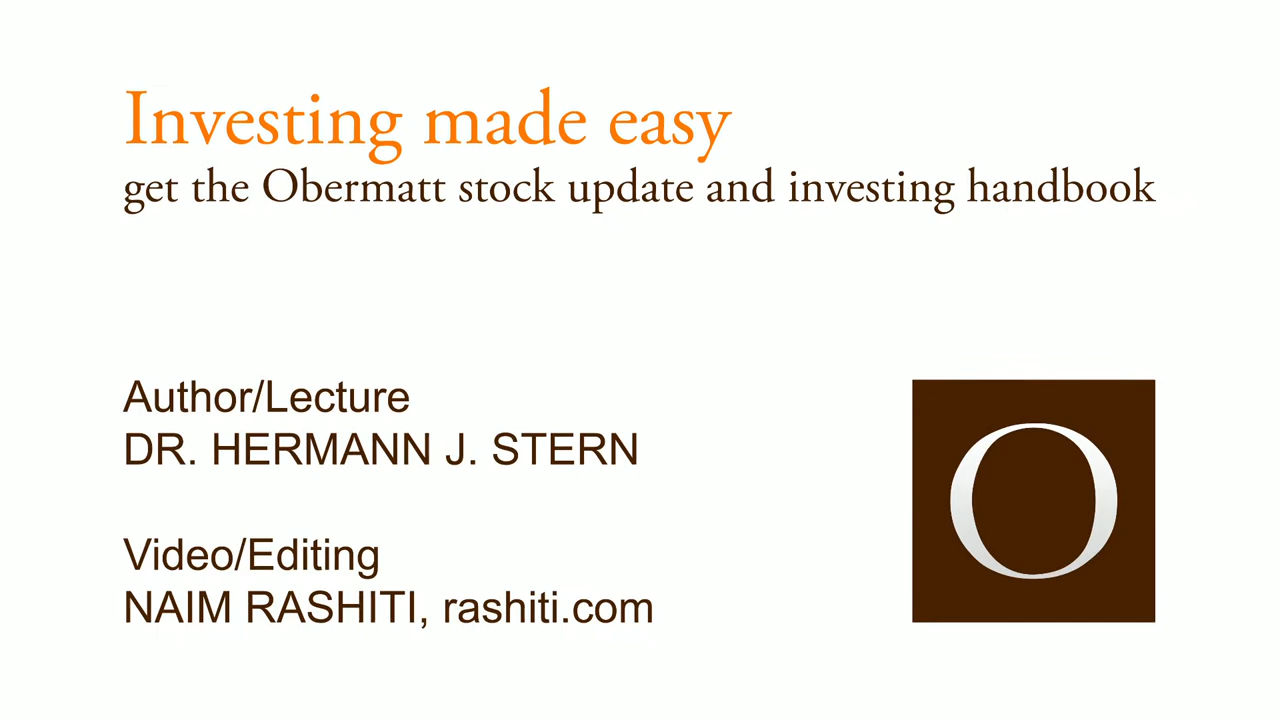 Investing made easy
get the Obermatt stock update and investing handbook
Author/Lecture
DR. HERMANN J. STERN
Video/Editing
NAIM RASHITI, rashiti.com
O